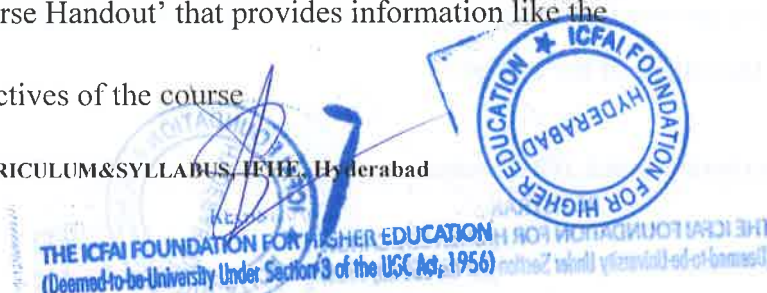 rse Handout’ that provides information like the
ICFAI FOUNDATION FOR HIGHER EDUCATION
HYDERABAD
ctives of the course
RICULUM&SYLLABUS, IFHE, Hyderabad
THE ICFAI FOUNDATION FOR HIGHER EDUCATION
(Deemed-to-be-University Under Section 3 of the UGC Act, 1956)